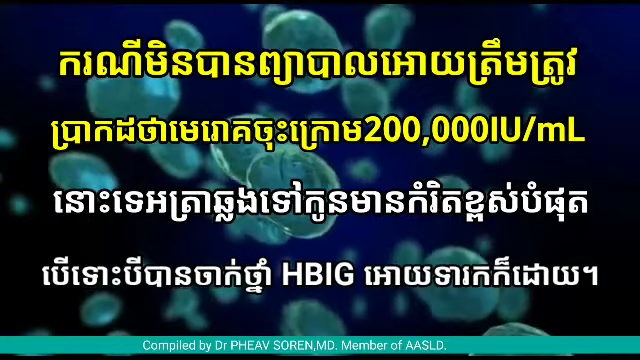 ករណីមិនបានព្យាបាលអោយត្រឹមត្រូវ
ប្រាកដថាមេរោគចុះក្រោម200,000IU/mL
នោះទេអត្រាឆ្លងទៅកូនមានកំរិតខ្ពស់បំផុត
បើទោះបីបានចាក់ថ្នាំ HBIG អោយទារកក៏ដោយ។
Compiled by Dr PHEAV SOREN,MD. Member of AASLD.